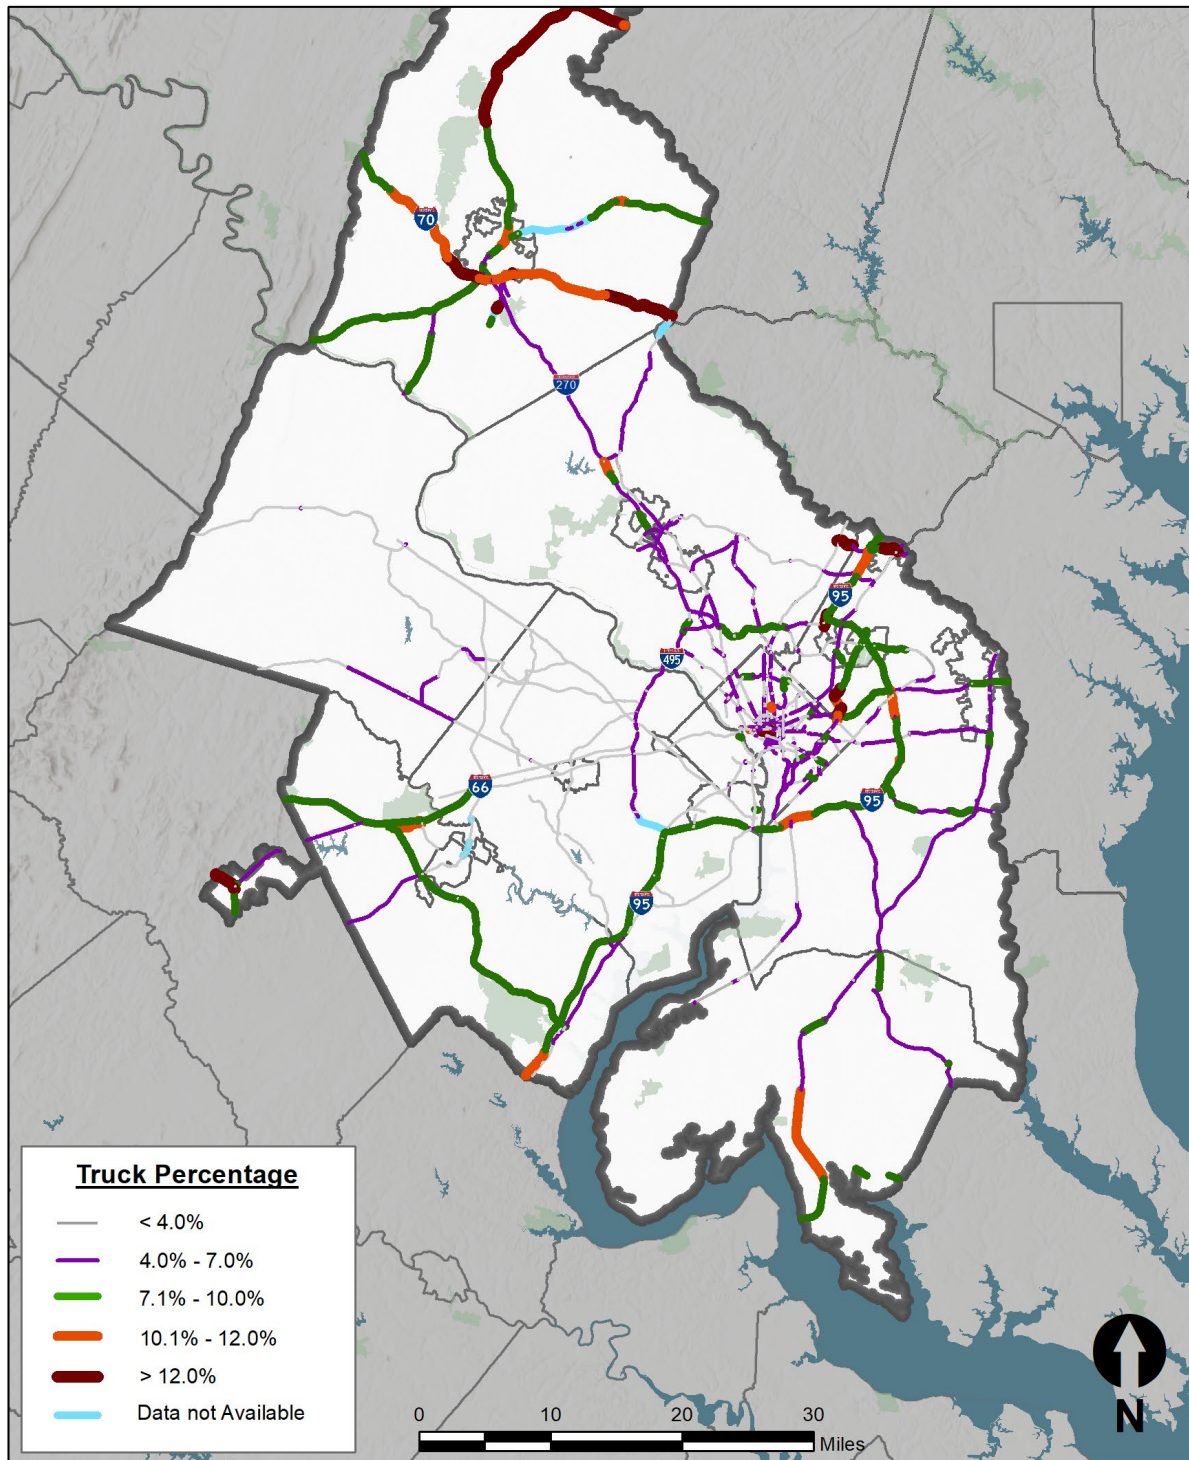 70
270
95
495
66
95
95
Truck Percentage
< 4.0%
4.0% - 7.0%
7.1% - 10.0%
10.1% - 12.0%
> 12.0%
Data not Available
0 10 20 30
Miles
N